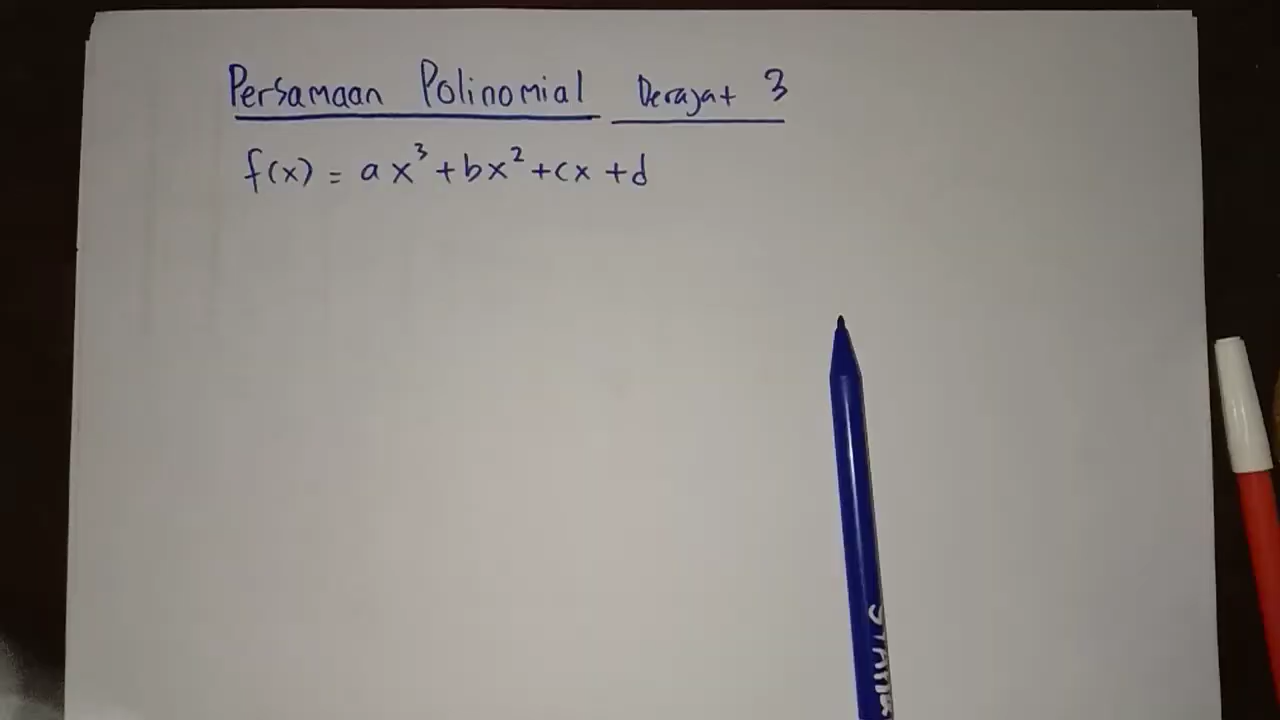 Persamaan Polinomial Derajat 3
f(x) = ax³ + bx² + cx + d